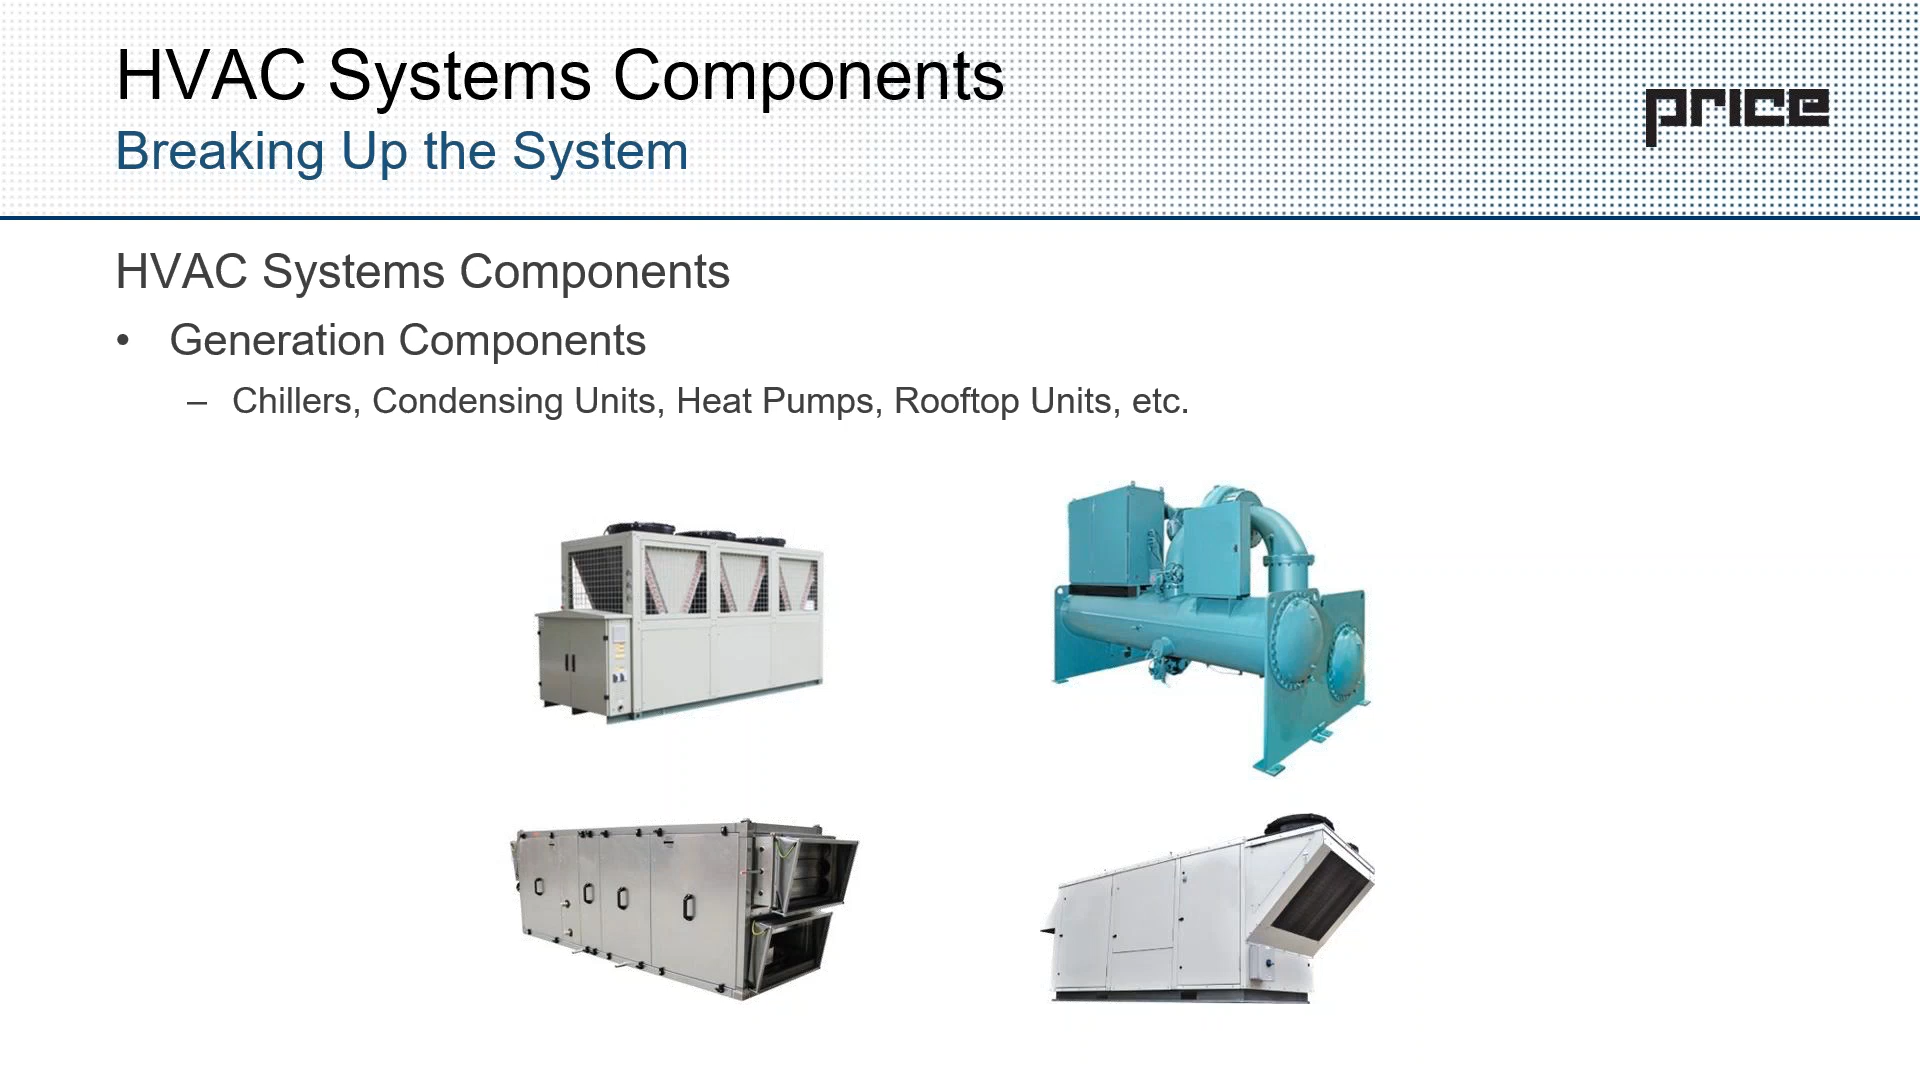 HVAC Systems Components
Breaking Up the System
price
HVAC Systems Components
• Generation Components
– Chillers, Condensing Units, Heat Pumps, Rooftop Units, etc.